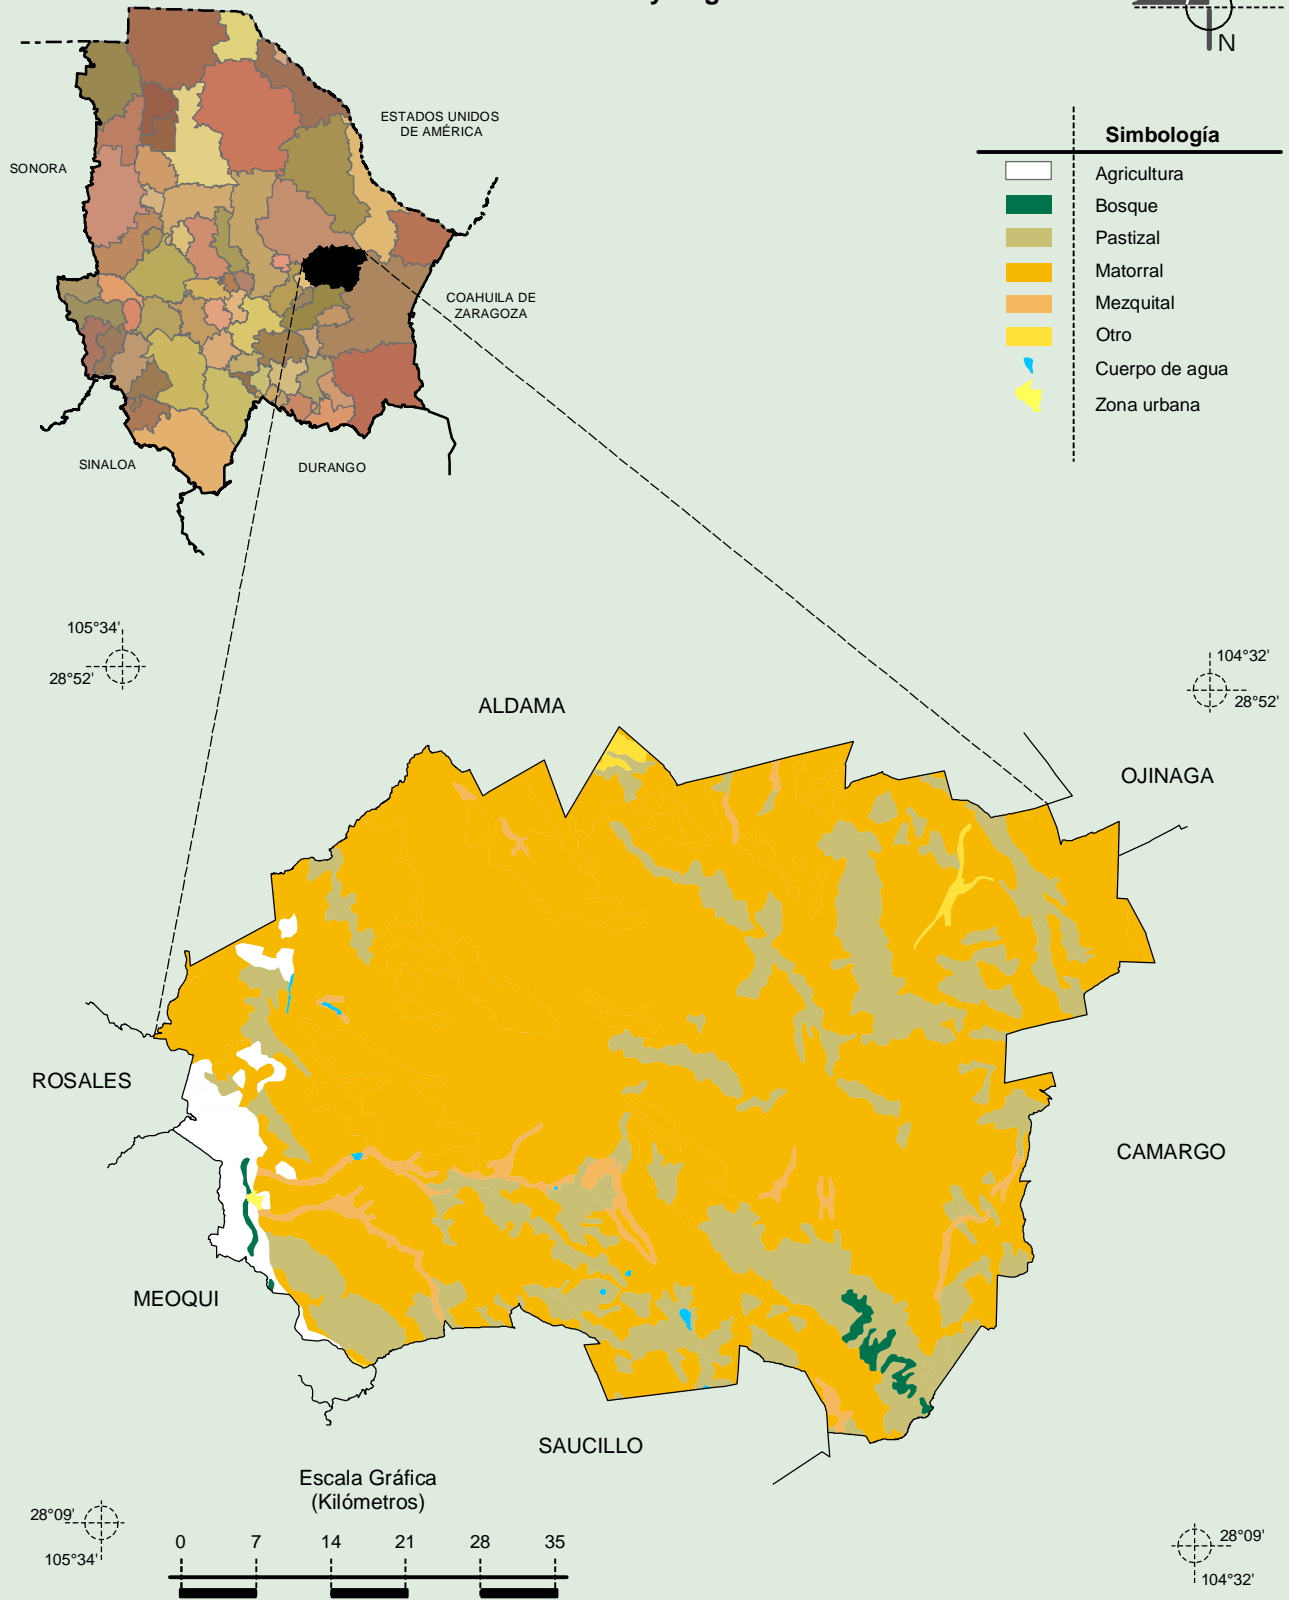 N
ESTADOS UNIDOS
DE AMÉRICA
SONORA
COAHUILA DE
ZARAGOZA
SINALOA
DURANGO
Simbología
Agricultura
Bosque
Pastizal
Matorral
Mezquital
Otro
Cuerpo de agua
Zona urbana
105°34'
28°52'
104°32'
28°52'
ALDAMA
OJINAGA
ROSALES
CAMARGO
MEOQUI
SAUCILLO
Escala Gráfica
(Kilómetros)
0 7 14 21 28 35
28°09'
105°34'
28°09'
104°32'